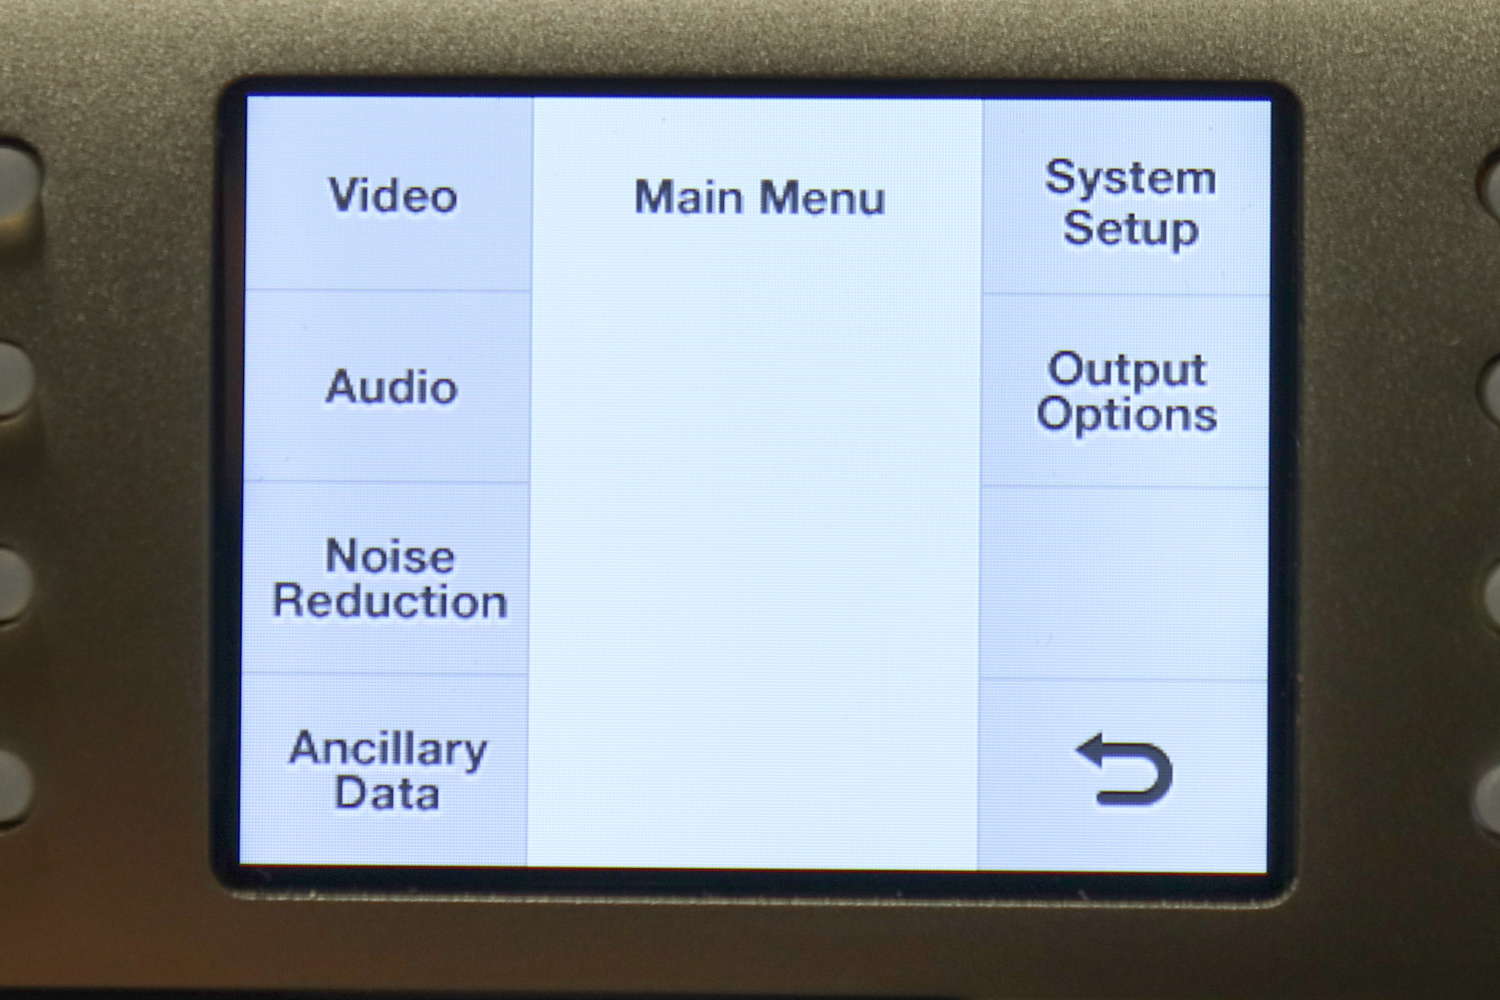 Video
Audio
Noise
Reduction
Ancillary
Data
Main Menu
System
Setup
Output
Options